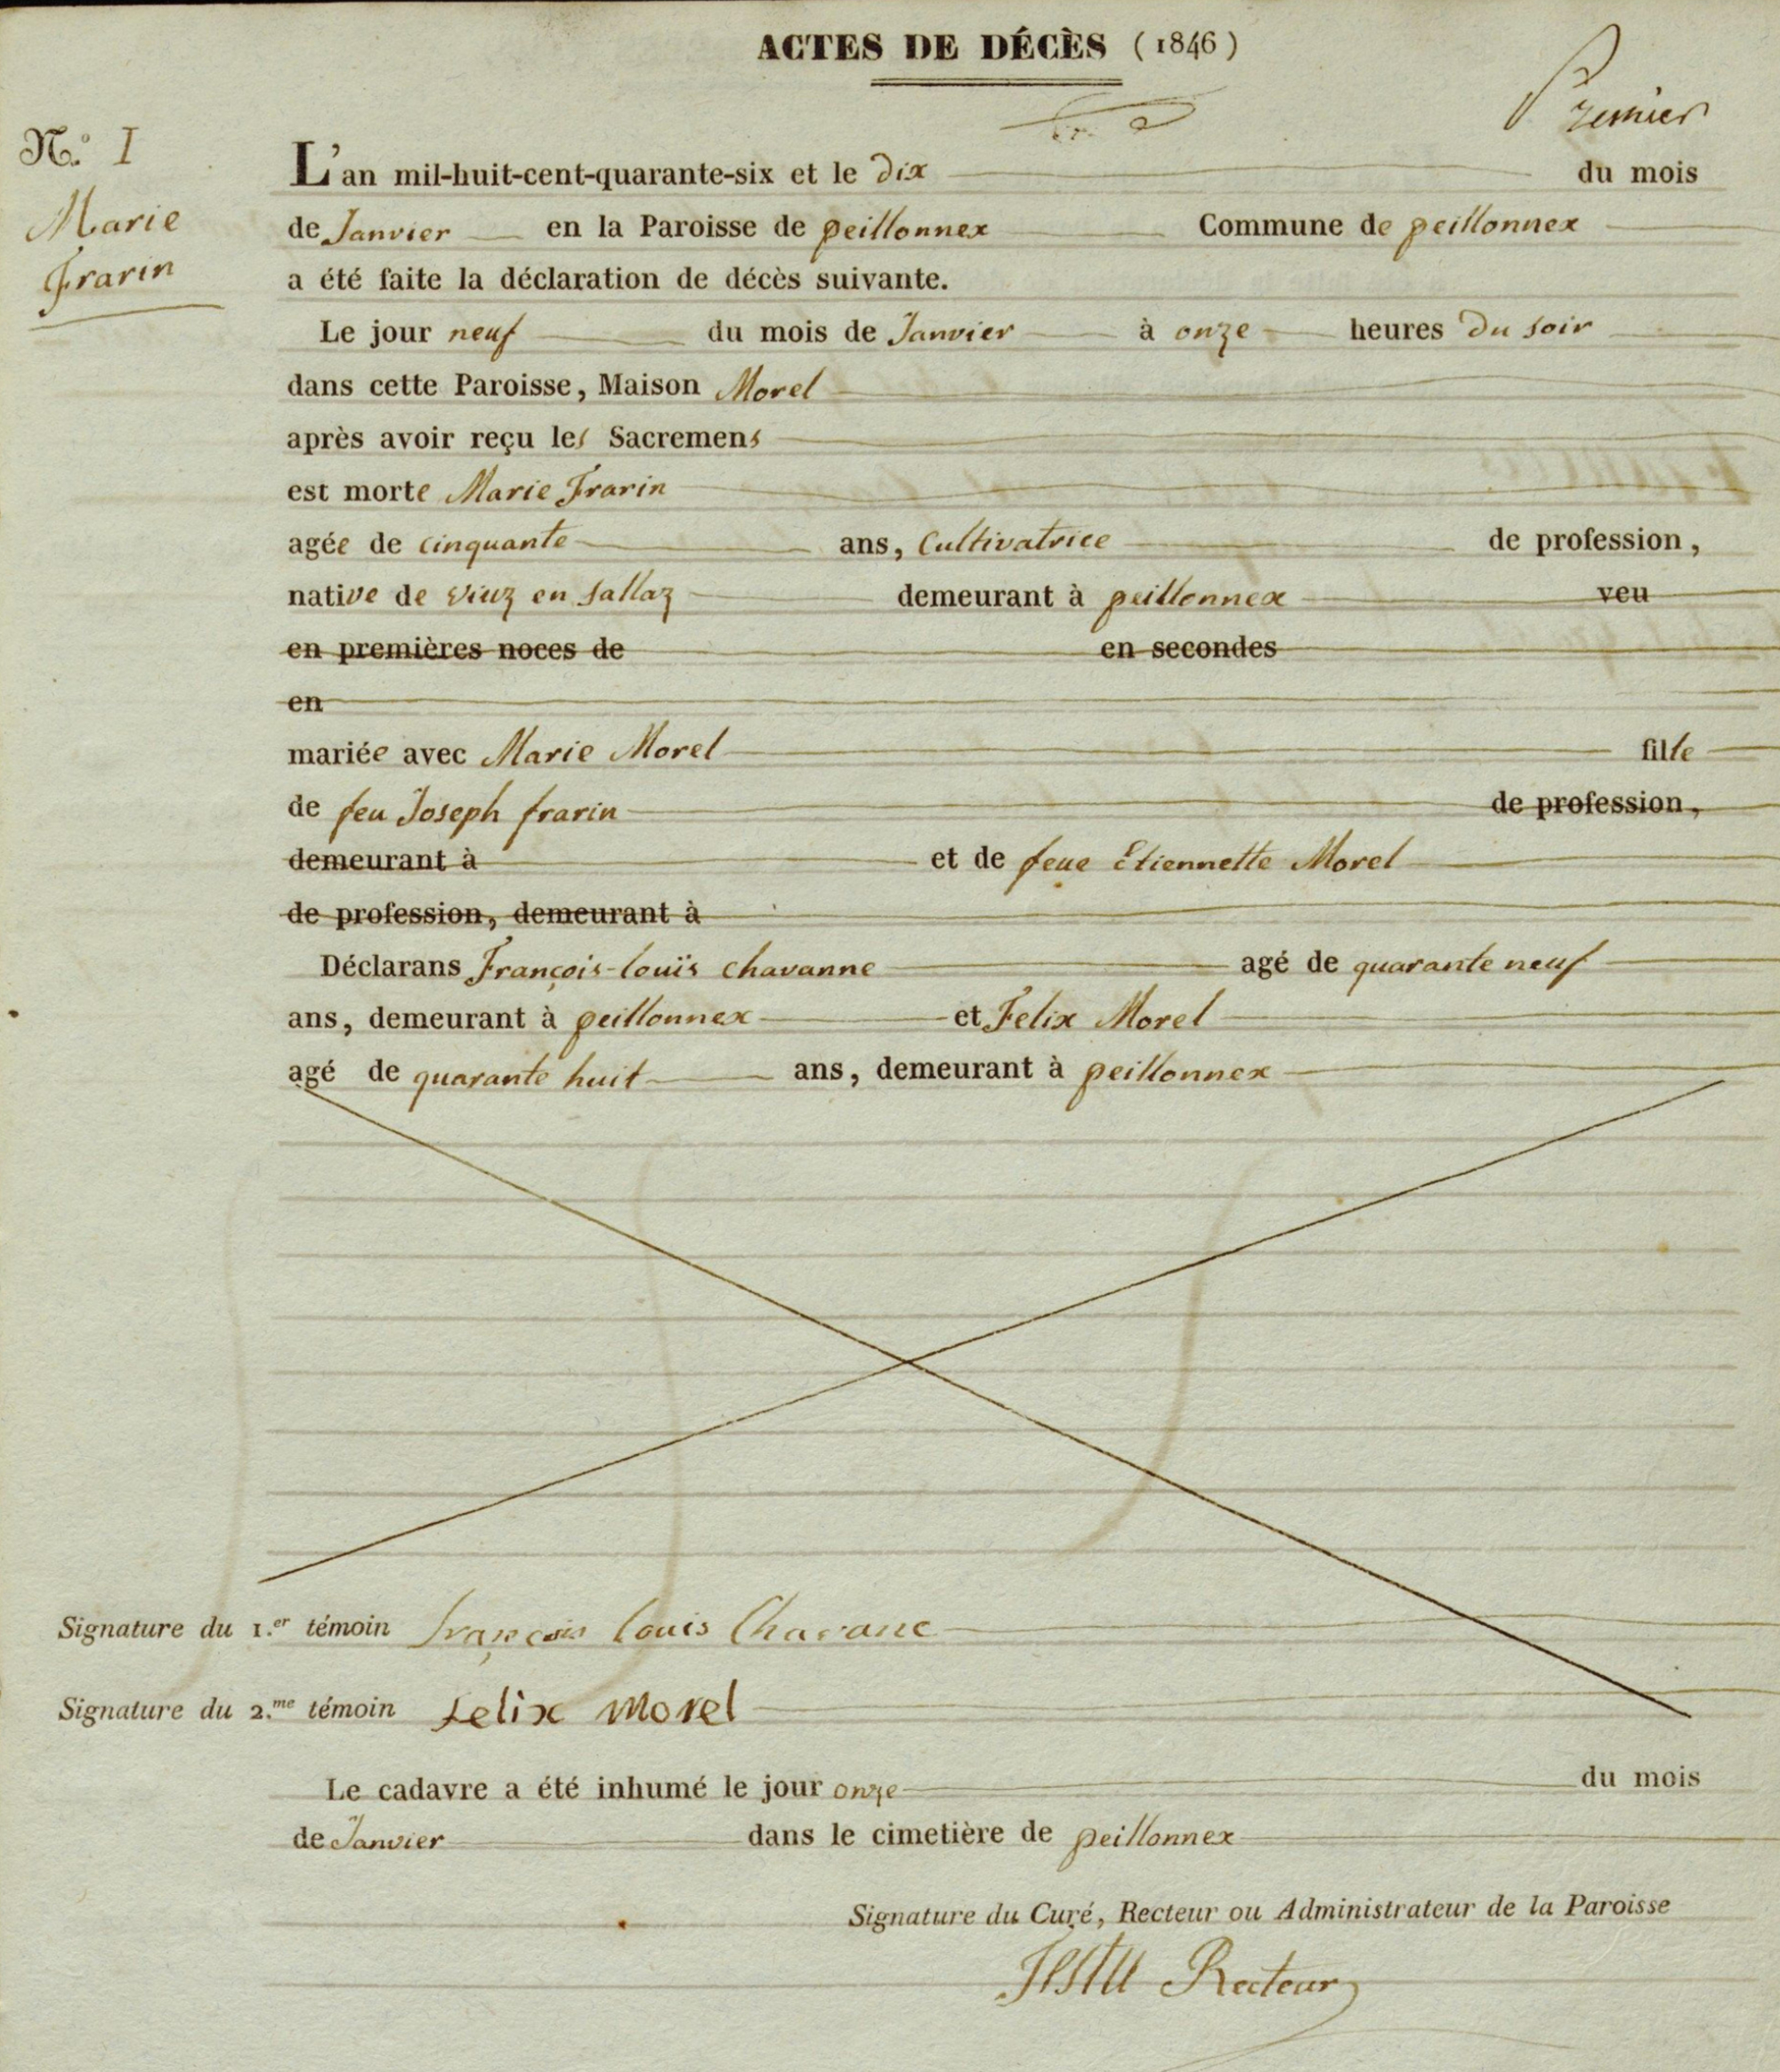 ACTES DE DÉCÈS (1846)
Premier
N.o I
Marie
Frarin
L'an mil-huit-cent-quarante-six et le dix du mois
de Janvier en la Paroisse de peillonnex Commune de peillonnex
a été faite la déclaration de décès suivante.
Le jour neuf du mois de Janvier à onze heures du soir
dans cette Paroisse, Maison Morel
après avoir reçu les Sacremens
est morte Marie Frarin
agée de cinquante ans, Cultivatrice de profession,
native de viuz en sallaz demeurant à peillonnex veu
en premières noces de en secondes
en
mariée avec Marie Morel fille
de feu Joseph frarin de profession,
demeurant à et de feue Etiennette Morel
de profession, demeurant à
Déclarans François-louïs chavanne agé de quarante neuf
ans, demeurant à peillonnex et Felix Morel
agé de quarante huit ans, demeurant à peillonnex
Signature du 1.er témoin françois louis Chavane
Signature du 2.me témoin felix morel
Le cadavre a été inhumé le jour onze du mois
de Janvier dans le cimetière de peillonnex
Signature du Curé, Recteur ou Administrateur de la Paroisse
Recteur